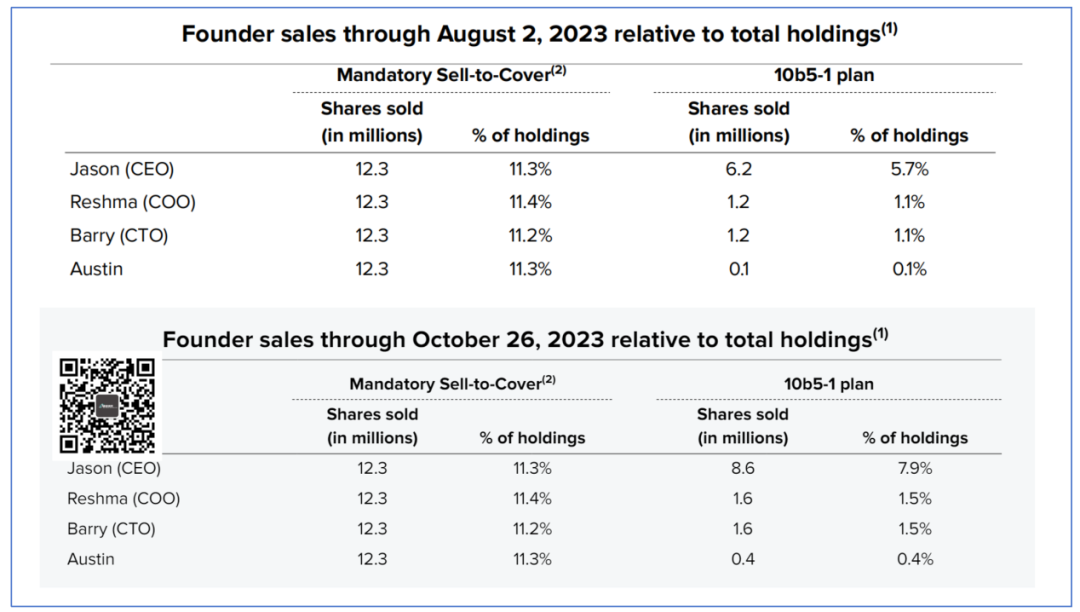 Founder sales through August 2, 2023 relative to total holdings(1)
Mandatory Sell-to-Cover(2) 10b5-1 plan
Shares sold Shares sold
(in millions) % of holdings (in millions) % of holdings
Jason (CEO) 12.3 11.3% 6.2 5.7%
Reshma (COO) 12.3 11.4% 1.2 1.1%
Barry (CTO) 12.3 11.2% 1.2 1.1%
Austin 12.3 11.3% 0.1 0.1%
Founder sales through October 26, 2023 relative to total holdings(1)
Mandatory Sell-to-Cover(2) 10b5-1 plan
Shares sold Shares sold
(in millions) % of holdings (in millions) % of holdings
Jason (CEO) 12.3 11.3% 8.6 7.9%
Reshma (COO) 12.3 11.4% 1.6 1.5%
Barry (CTO) 12.3 11.2% 1.6 1.5%
Austin 12.3 11.3% 0.4 0.4%